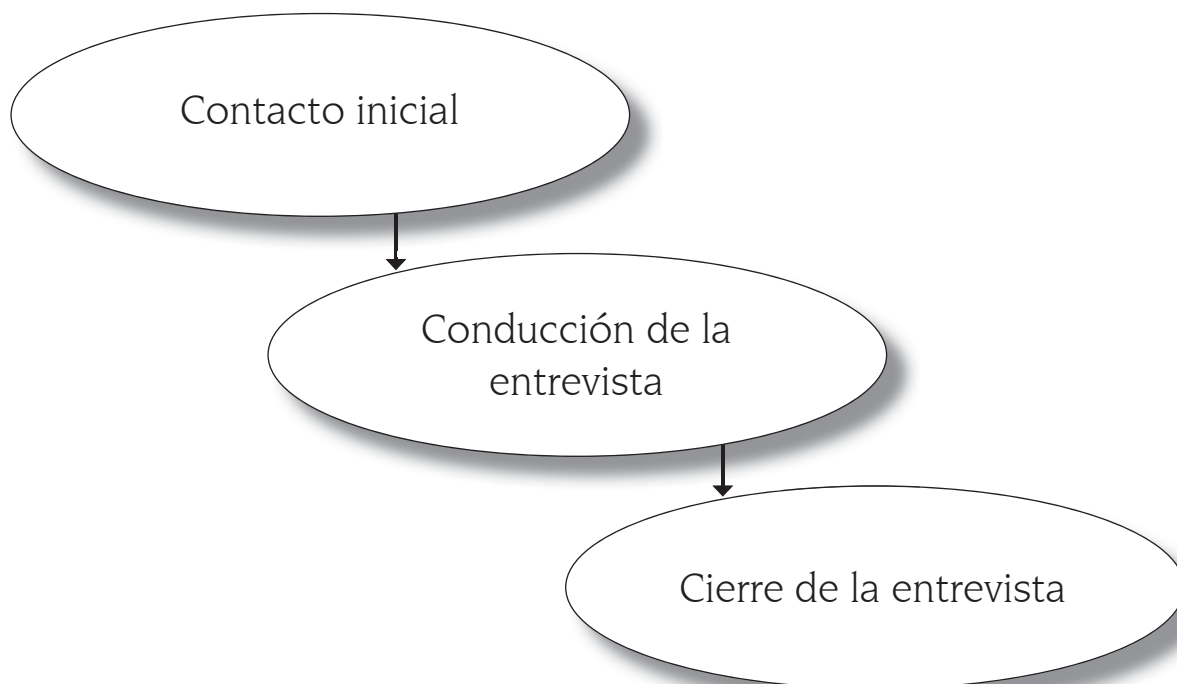 Contacto inicial
Conducción de la
entrevista
Cierre de la entrevista